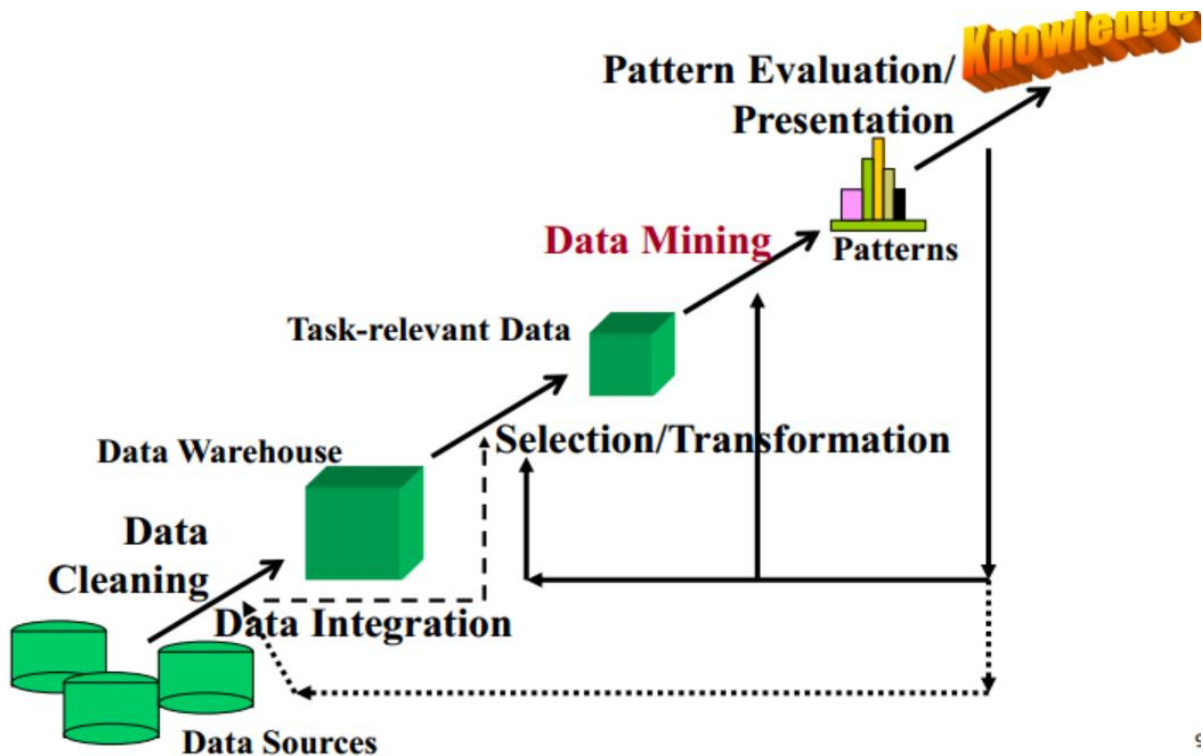 Knowledge
Pattern Evaluation/
Presentation
Data Mining
Patterns
Task-relevant Data
Selection/Transformation
Data Warehouse
Data
Cleaning
Data Integration
Data Sources